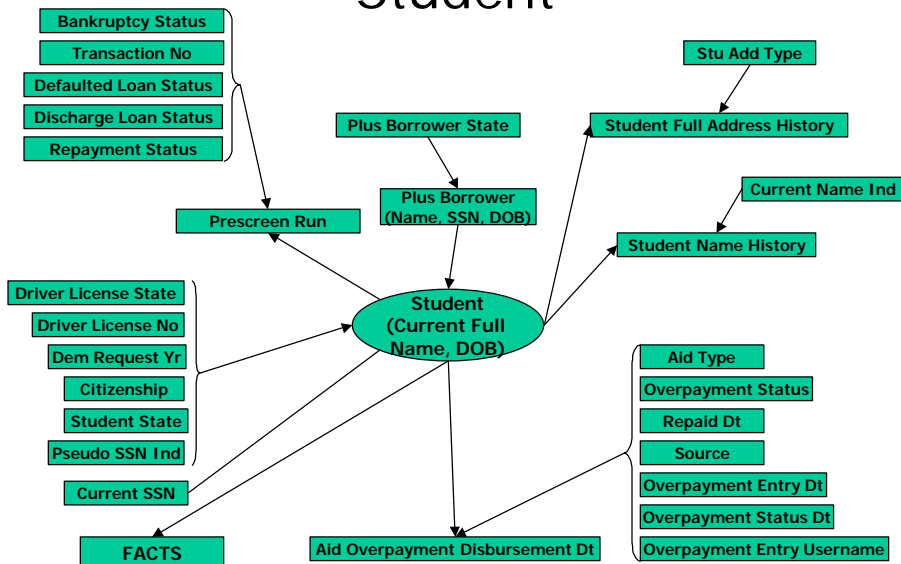 Student
Bankruptcy Status
Transaction No
Defaulted Loan Status
Discharge Loan Status
Repayment Status
Prescreen Run
Plus Borrower State
Plus Borrower
(Name, SSN, DOB)
Stu Add Type
Student Full Address History
Current Name Ind
Student Name History
Student
(Current Full
Name, DOB)
Driver License State
Driver License No
Dem Request Yr
Citizenship
Student State
Pseudo SSN Ind
Current SSN
FACTS
Aid Overpayment Disbursement Dt
Aid Type
Overpayment Status
Repaid Dt
Source
Overpayment Entry Dt
Overpayment Status Dt
Overpayment Entry Username